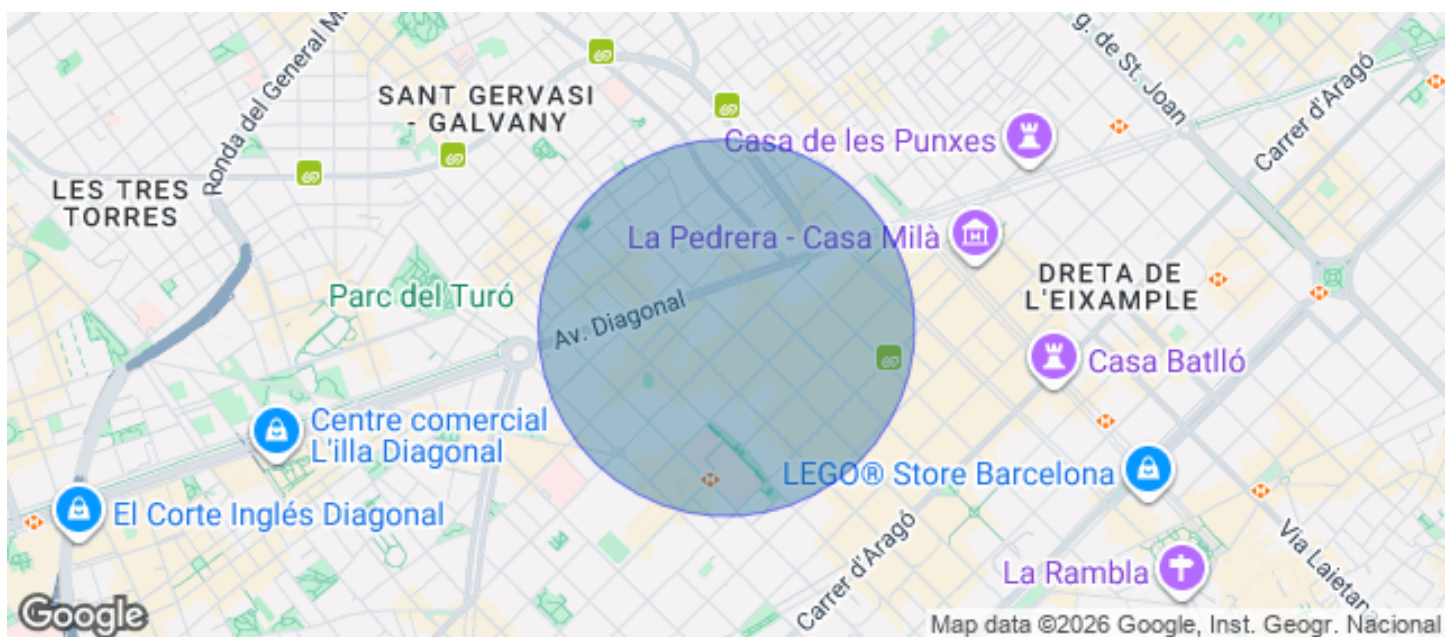 Ronda del General M
SANT GERVASI
- GALVANY
g. de St. Joan
Carrer d'Aragó
Casa de les Punxes
LES TRES
TORRES
La Pedrera - Casa Milà
DRETA DE
L'EIXAMPLE
Parc del Turó
Av. Diagonal
Casa Batlló
Centre comercial
L'illa Diagonal
LEGO® Store Barcelona
El Corte Inglés Diagonal
Carrer d'Aragó
La Rambla
Via Laietana
Google
Map data ©2026 Google, Inst. Geogr. Nacional